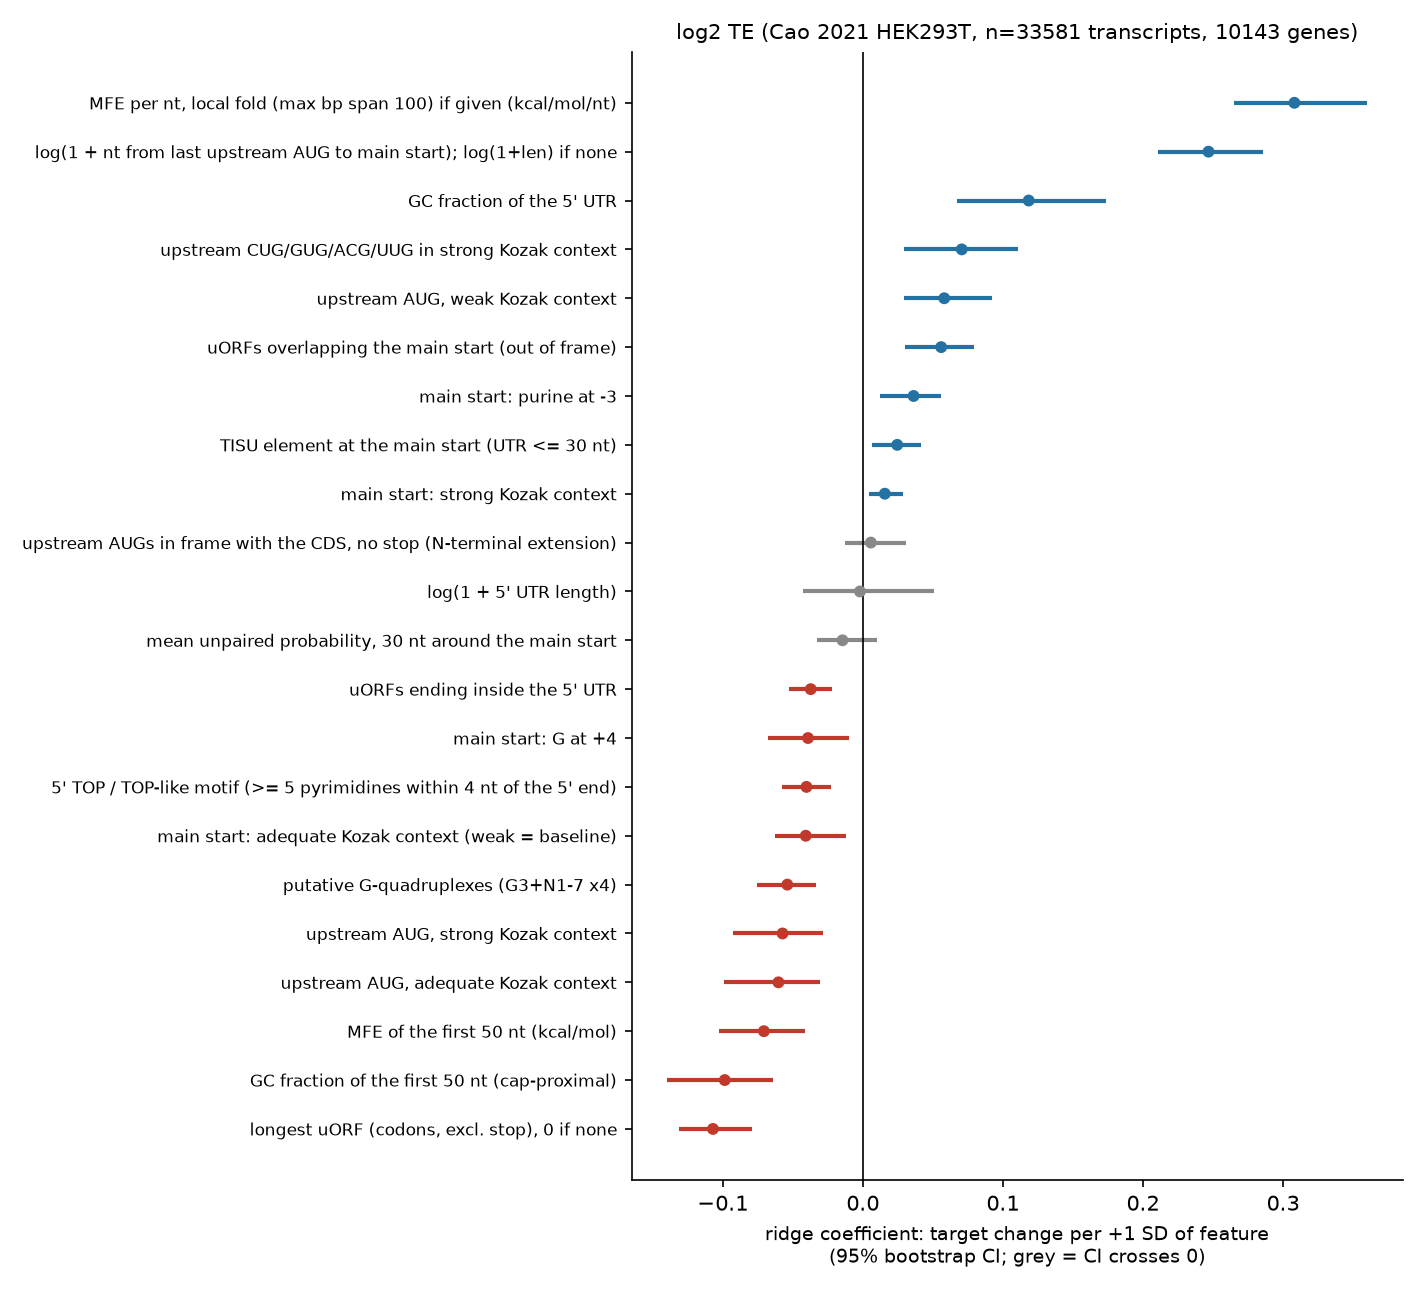 log2 TE (Cao 2021 HEK293T, n=33581 transcripts, 10143 genes)
MFE per nt, local fold (max bp span 100) if given (kcal/mol/nt)
log(1 + nt from last upstream AUG to main start); log(1+len) if none
GC fraction of the 5' UTR
upstream CUG/GUG/ACG/UUG in strong Kozak context
upstream AUG, weak Kozak context
uORFs overlapping the main start (out of frame)
main start: purine at -3
TISU element at the main start (UTR <= 30 nt)
main start: strong Kozak context
upstream AUGs in frame with the CDS, no stop (N-terminal extension)
log(1 + 5' UTR length)
mean unpaired probability, 30 nt around the main start
uORFs ending inside the 5' UTR
main start: G at +4
5' TOP / TOP-like motif (>= 5 pyrimidines within 4 nt of the 5' end)
main start: adequate Kozak context (weak = baseline)
putative G-quadruplexes (G3+N1-7 x4)
upstream AUG, strong Kozak context
upstream AUG, adequate Kozak context
MFE of the first 50 nt (kcal/mol)
GC fraction of the first 50 nt (cap-proximal)
longest uORF (codons, excl. stop), 0 if none
−0.1 0.0 0.1 0.2 0.3
ridge coefficient: target change per +1 SD of feature
(95% bootstrap CI; grey = CI crosses 0)